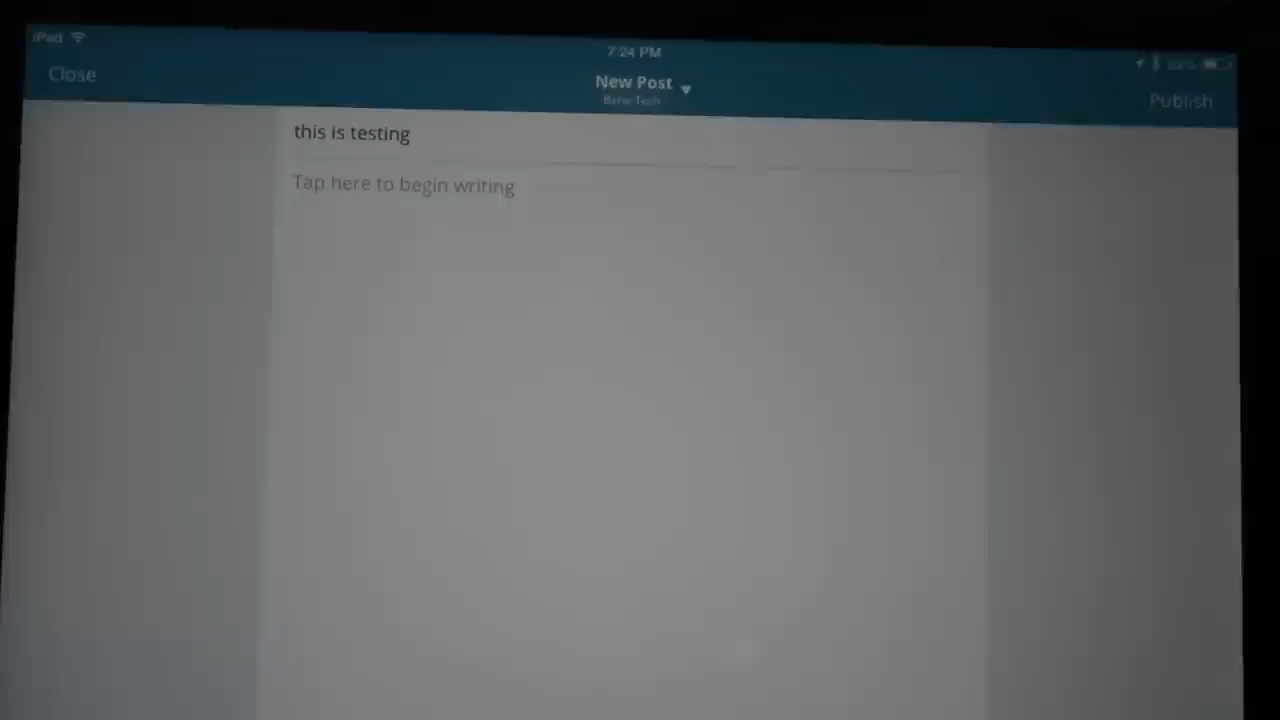 iPad
7:24 PM
Close
New Post
Publish
this is testing
Tap here to begin writing